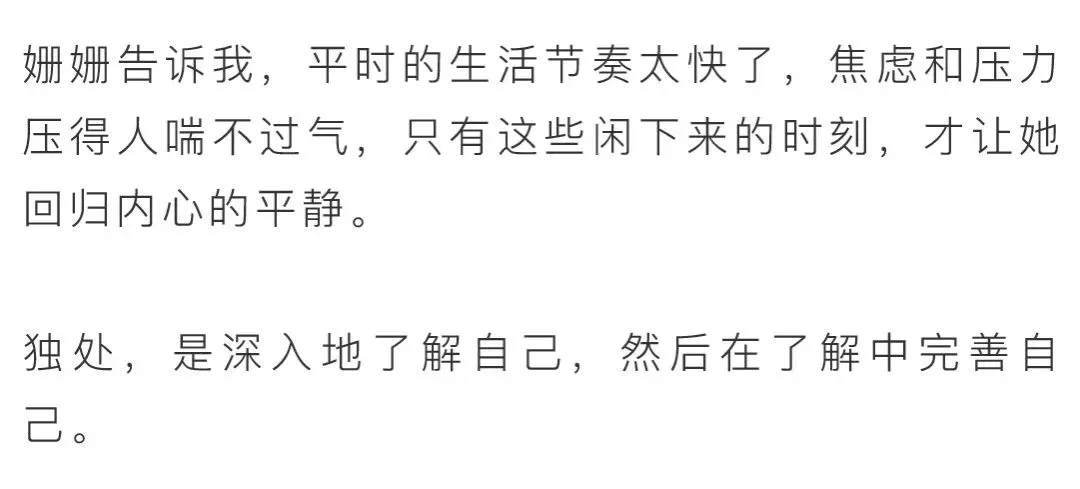 姗姗告诉我，平时的生活节奏太快了，焦虑和压力
压得人喘不过气，只有这些闲下来的时刻，才让她
回归内心的平静。
独处，是深入地了解自己，然后在了解中完善自
己。